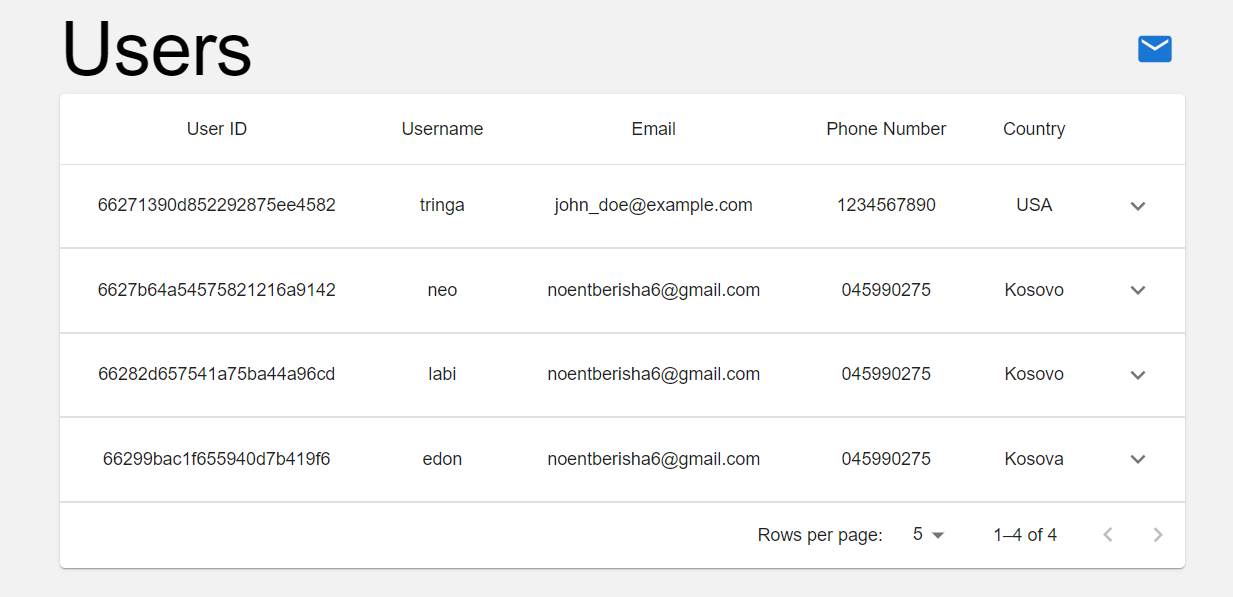 Users
User ID Username Email Phone Number Country
66271390d852292875ee4582 tringa john_doe@example.com 1234567890 USA
6627b64a54575821216a9142 neo noentberisha6@gmail.com 045990275 Kosovo
66282d657541a75ba44a96cd labi noentberisha6@gmail.com 045990275 Kosovo
66299bac1f655940d7b419f6 edon noentberisha6@gmail.com 045990275 Kosova
Rows per page: 5 1–4 of 4